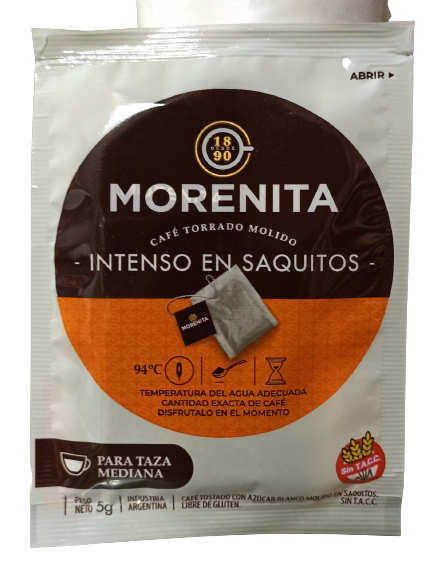 ABRIR
18
DESDE
90
MORENITA
CAFÉ TORRADO MOLIDO
- INTENSO EN SAQUITOS -
MORENITA
94°C
TEMPERATURA DEL AGUA ADECUADA
CANTIDAD EXACTA DE CAFÉ
DISFRUTALO EN EL MOMENTO
PARA TAZA
MEDIANA
Sin T.A.C.C.
PESO
NETO 5g
INDUSTRIA
ARGENTINA
CAFÉ TOSTADO CON AZÚCAR BLANCO MOLIDO EN SAQUITOS.
LIBRE DE GLUTEN. SIN T.A.C.C.